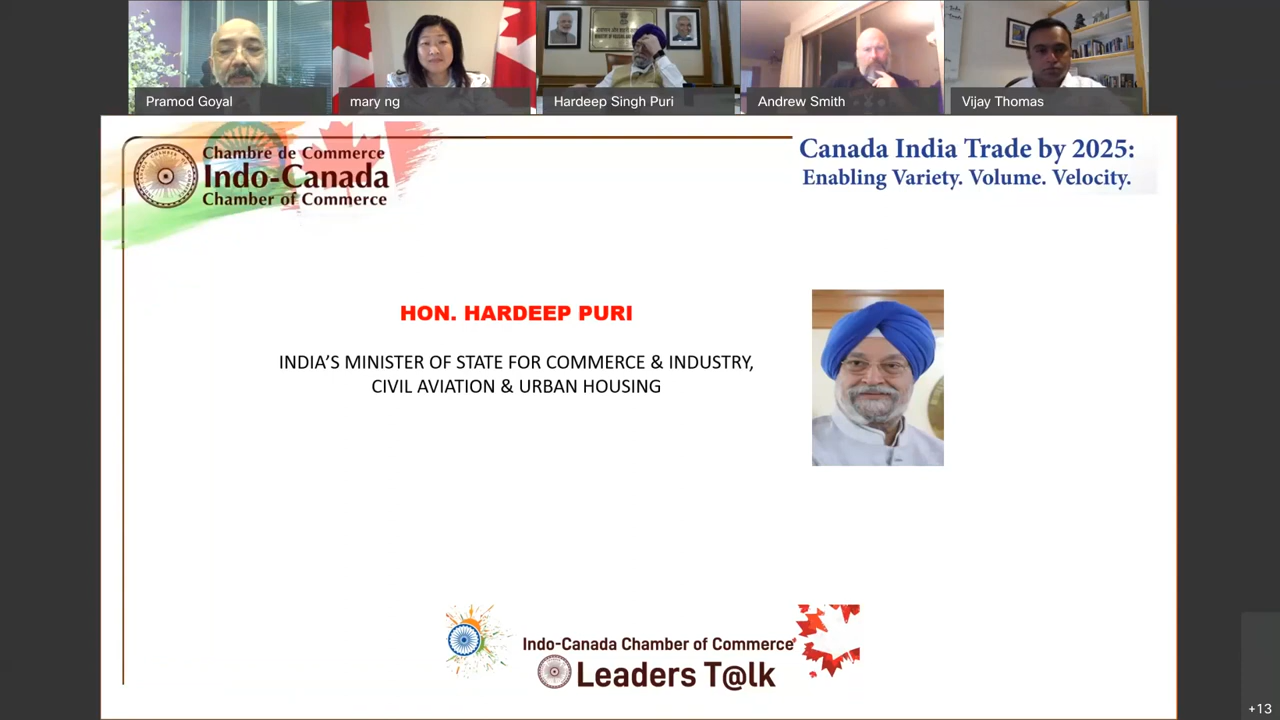 Pramod Goyal
mary ng
Hardeep Singh Puri
Andrew Smith
Vijay Thomas
Chambre de Commerce
Indo-Canada
Chamber of Commerce
Canada India Trade by 2025:
Enabling Variety. Volume. Velocity.
HON. HARDEEP PURI
INDIA’S MINISTER OF STATE FOR COMMERCE & INDUSTRY,
CIVIL AVIATION & URBAN HOUSING
Indo-Canada Chamber of Commerce
Leaders T@lk
+13